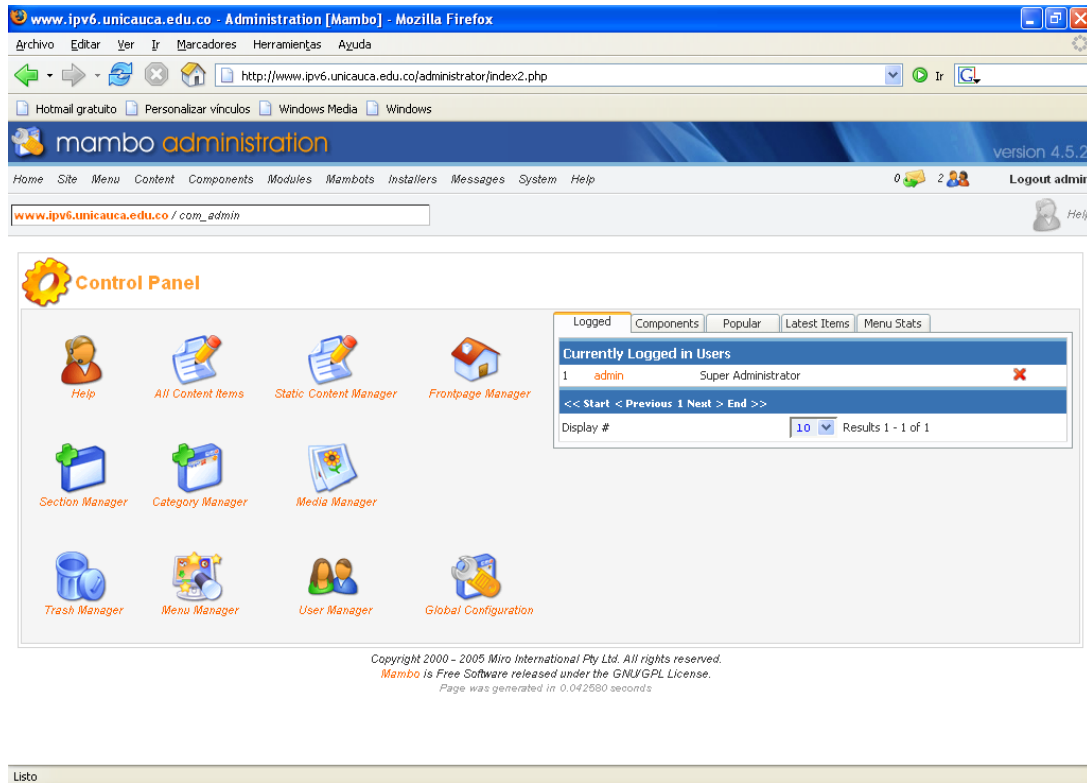 www.ipv6.unicauca.edu.co - Administration [Mambo] - Mozilla Firefox
Archivo Editar Ver Ir Marcadores Herramientas Ayuda
http://www.ipv6.unicauca.edu.co/administrator/index2.php Ir G
Hotmail gratuito Personalizar vínculos Windows Media Windows
mambo administration
version 4.5.2
Home Site Menu Content Components Modules Mambots Installers Messages System Help 0 2 Logout admin
www.ipv6.unicauca.edu.co / com_admin
Help
Control Panel
Logged Components Popular Latest Items Menu Stats
Currently Logged in Users
1 admin Super Administrator
<< Start < Previous 1 Next > End >>
Display # 10 Results 1 - 1 of 1
Help All Content Items Static Content Manager Frontpage Manager
Section Manager Category Manager Media Manager
Trash Manager Menu Manager User Manager Global Configuration
Copyright 2000 - 2005 Miro International Pty Ltd. All rights reserved.
Mambo is Free Software released under the GNU/GPL License.
Page was generated in 0.042580 seconds
Listo